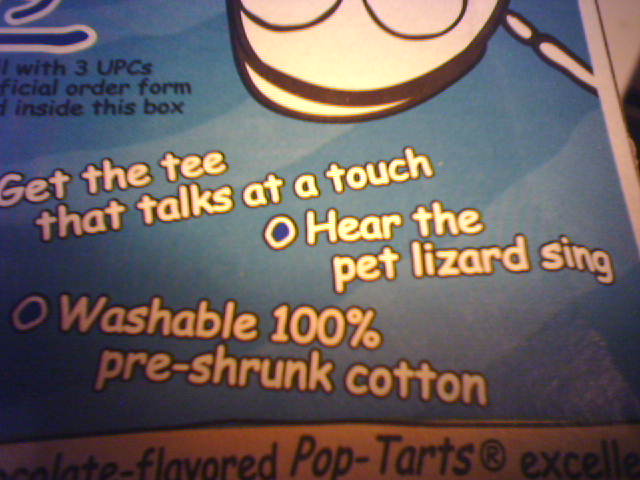 with 3 UPCs
order form
inside this box
Get the tee
that talks at a touch
Hear the
pet lizard sing
Washable 100%
pre-shrunk cotton
-flavored Pop-Tarts®